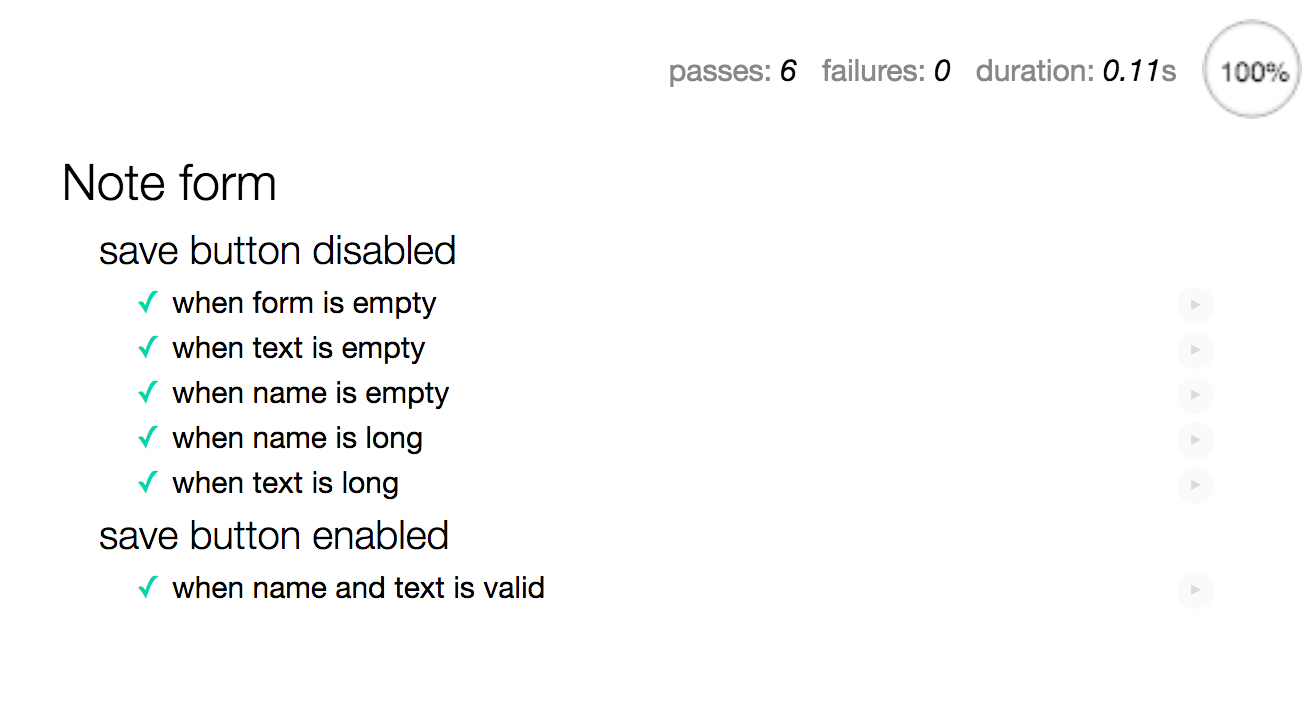 passes: 6 failures: 0 duration: 0.11s 100%
Note form
save button disabled
✓ when form is empty
✓ when text is empty
✓ when name is empty
✓ when name is long
✓ when text is long
save button enabled
✓ when name and text is valid